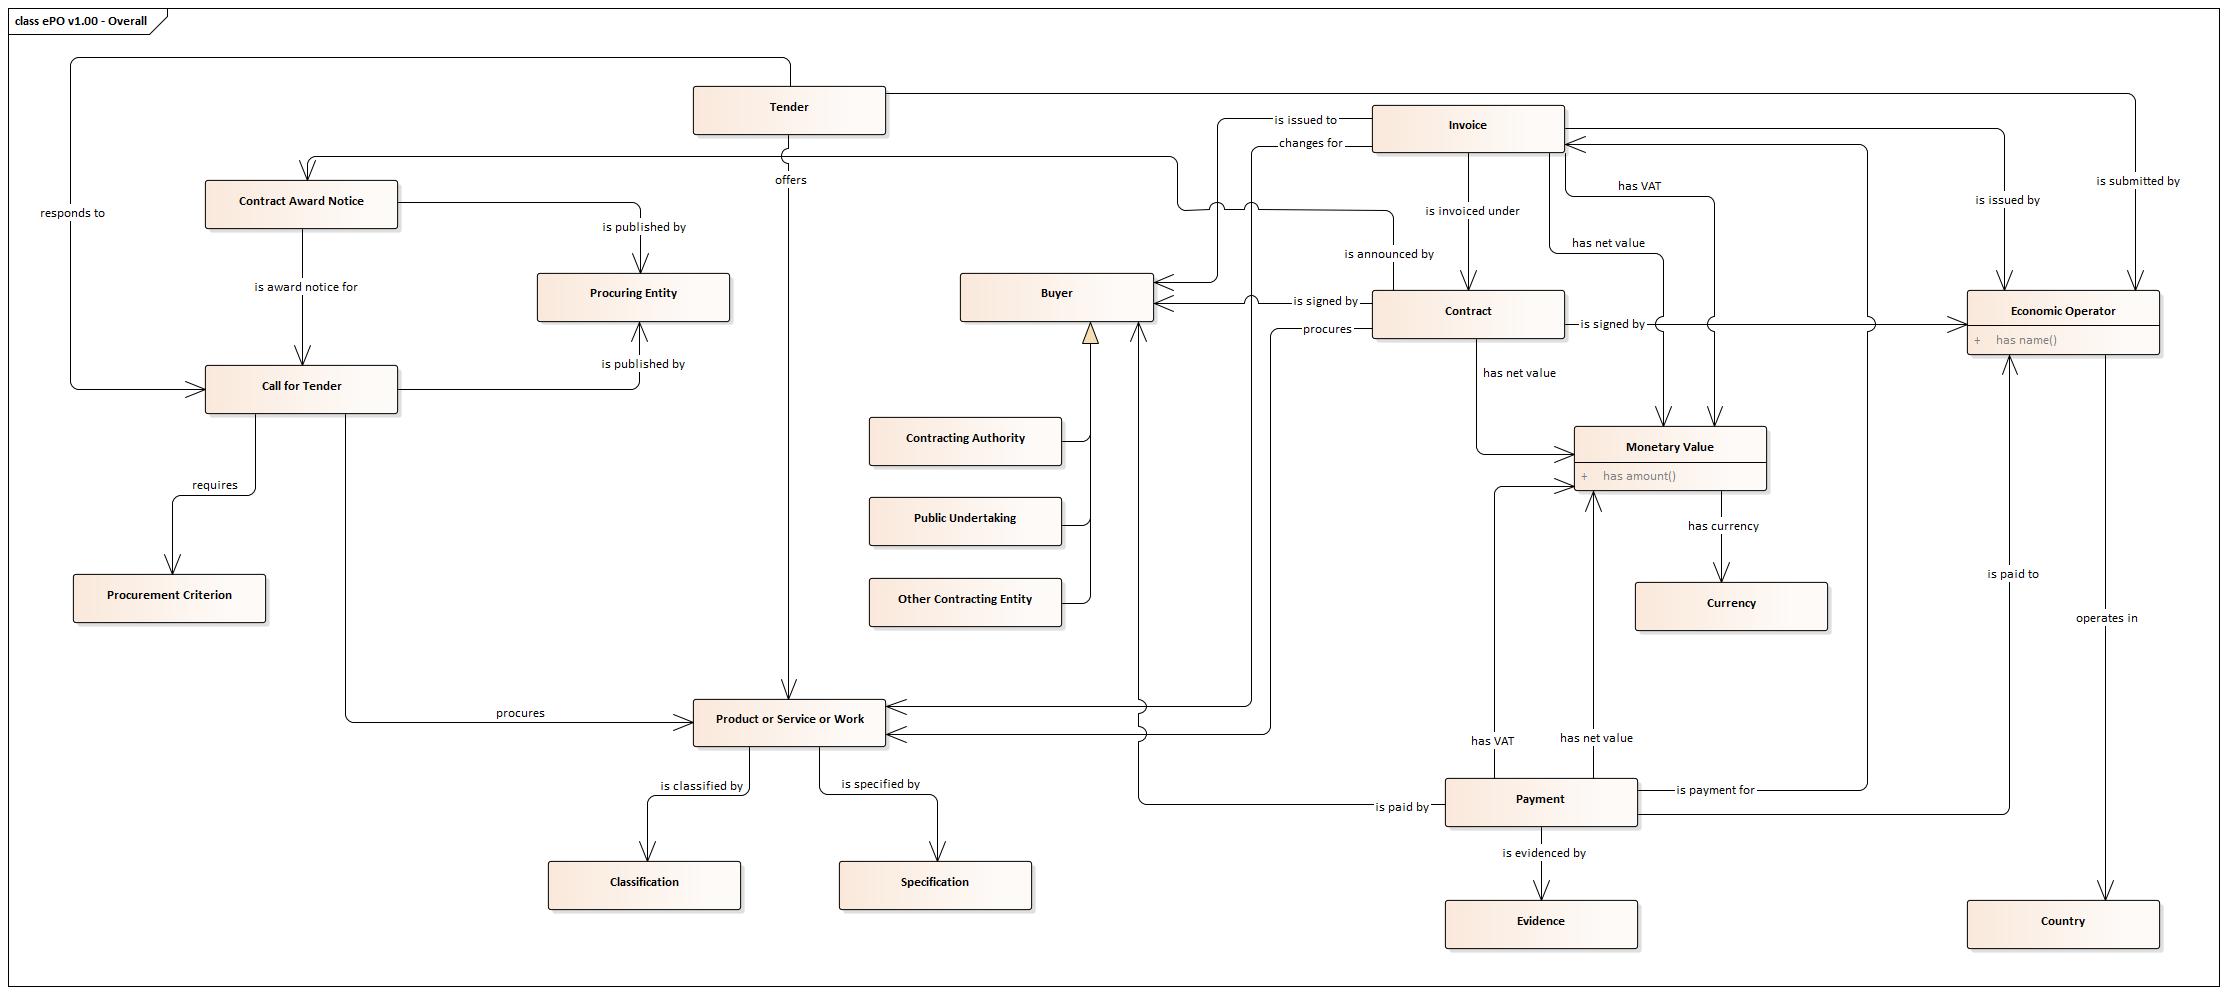 class ePO v1.00 - Overall
Tender
Invoice
is issued to
changes for
offers
is submitted by
has VAT
Contract Award Notice
is issued by
responds to
is invoiced under
is published by
has net value
is announced by
is award notice for
Procuring Entity
Buyer
is signed by
Contract
Economic Operator
is signed by
procures
+ has name()
is published by
has net value
Call for Tender
Contracting Authority
Monetary Value
+ has amount()
requires
Public Undertaking
has currency
is paid to
Procurement Criterion
Other Contracting Entity
Currency
operates in
procures
Product or Service or Work
has VAT
has net value
is classified by
is specified by
is payment for
Payment
is paid by
is evidenced by
Classification
Specification
Evidence
Country